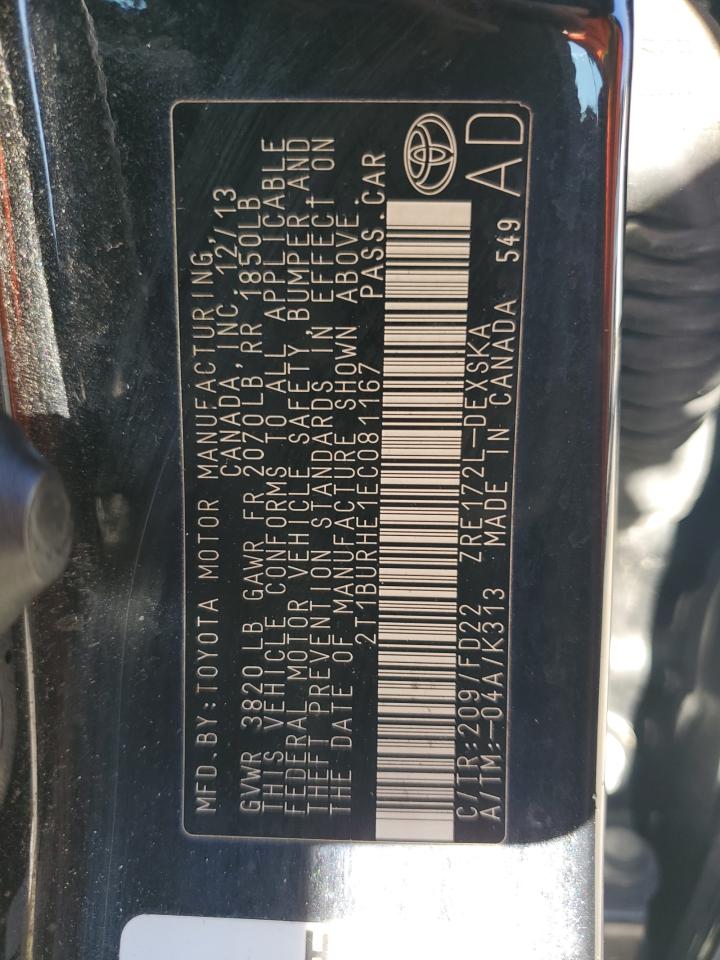 MFD.BY:TOYOTA MOTOR MANUFACTURING,
CANADA, INC. 12/13
GVWR 3820LB GAWR FR 2070LB, RR 1850LB
THIS VEHICLE CONFORMS TO ALL APPLICABLE
FEDERAL MOTOR VEHICLE SAFETY, BUMPER, AND
THEFT PREVENTION STANDARDS IN EFFECT ON
THE DATE OF MANUFACTURE SHOWN ABOVE.
2T1BURHE1EC081167 PASS.CAR
C/TR:209/FD22 ZRE172L-DEXSKA
A/TM:-04A/K313 MADE IN CANADA 549
AD